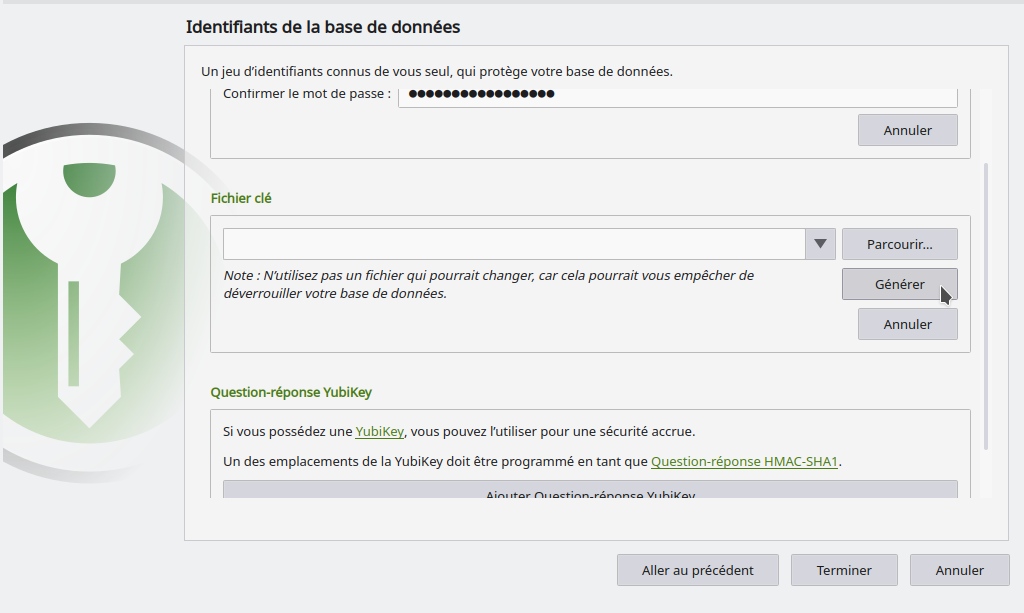 Identifiants de la base de données
Un jeu d’identifiants connus de vous seul, qui protège votre base de données.
Confirmer le mot de passe : ●●●●●●●●●●●●●●●●●
Annuler
Fichier clé
Parcourir...
Note : N’utilisez pas un fichier qui pourrait changer, car cela pourrait vous empêcher de
déverrouiller votre base de données.
Générer
Annuler
Question-réponse YubiKey
Si vous possédez une YubiKey, vous pouvez l’utiliser pour une sécurité accrue.
Un des emplacements de la YubiKey doit être programmé en tant que Question-réponse HMAC-SHA1.
Ajouter Question-réponse YubiKey
Aller au précédent Terminer Annuler